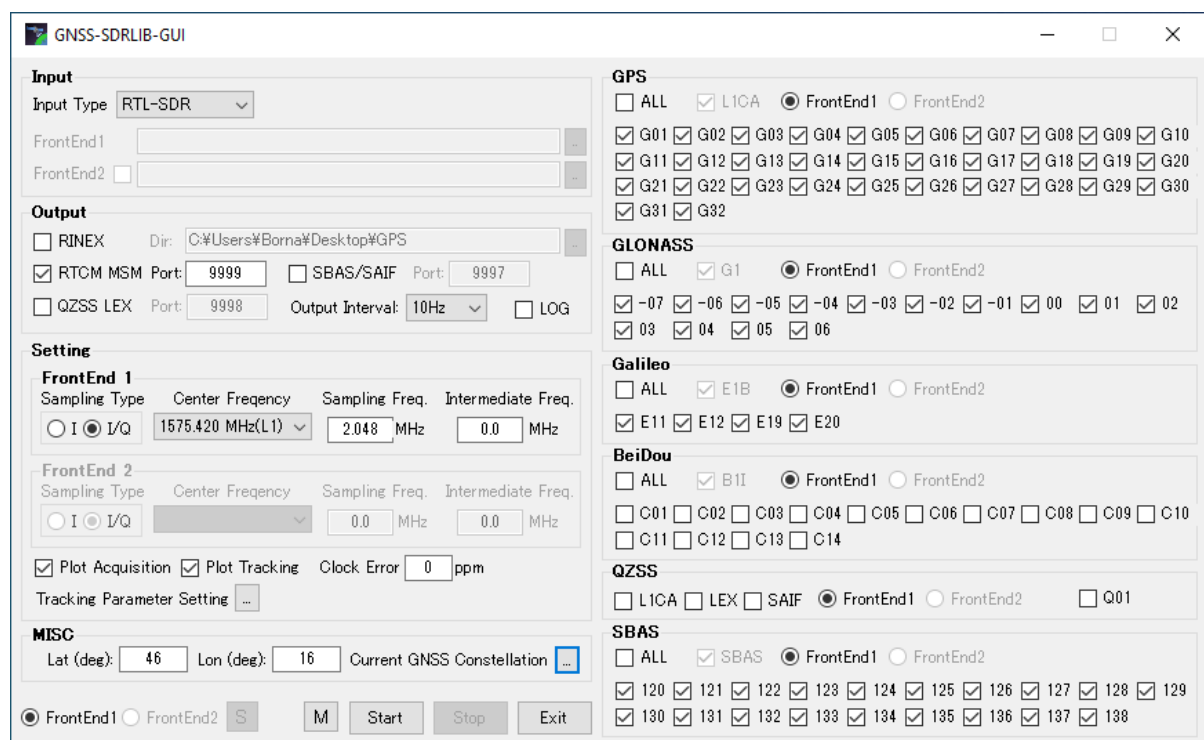 GNSS-SDRLIB-GUI
Input
Input Type RTL-SDR
FrontEnd1 ..
FrontEnd2 ..
Output
RINEX Dir: C:¥Users¥Borna¥Desktop¥GPS ..
RTCM MSM Port: 9999 SBAS/SAIF Port: 9997
QZSS LEX Port: 9998 Output Interval: 10Hz LOG
Setting
FrontEnd 1
Sampling Type Center Freqency Sampling Freq. Intermediate Freq.
I I/Q 1575.420 MHz(L1) 2.048 MHz 0.0 MHz
FrontEnd 2
Sampling Type Center Freqency Sampling Freq. Intermediate Freq.
I I/Q 0.0 MHz 0.0 MHz
Plot Acquisition Plot Tracking Clock Error 0 ppm
Tracking Parameter Setting ...
MISC
Lat (deg): 46 Lon (deg): 16 Current GNSS Constellation ...
FrontEnd1 FrontEnd2 S M Start Stop Exit
GPS
ALL L1CA FrontEnd1 FrontEnd2
G01 G02 G03 G04 G05 G06 G07 G08 G09 G10
G11 G12 G13 G14 G15 G16 G17 G18 G19 G20
G21 G22 G23 G24 G25 G26 G27 G28 G29 G30
G31 G32
GLONASS
ALL G1 FrontEnd1 FrontEnd2
-07 -06 -05 -04 -03 -02 -01 00 01 02
03 04 05 06
Galileo
ALL E1B FrontEnd1 FrontEnd2
E11 E12 E19 E20
BeiDou
ALL B1I FrontEnd1 FrontEnd2
C01 C02 C03 C04 C05 C06 C07 C08 C09 C10
C11 C12 C13 C14
QZSS
L1CA LEX SAIF FrontEnd1 FrontEnd2 Q01
SBAS
ALL SBAS FrontEnd1 FrontEnd2
120 121 122 123 124 125 126 127 128 129
130 131 132 133 134 135 136 137 138